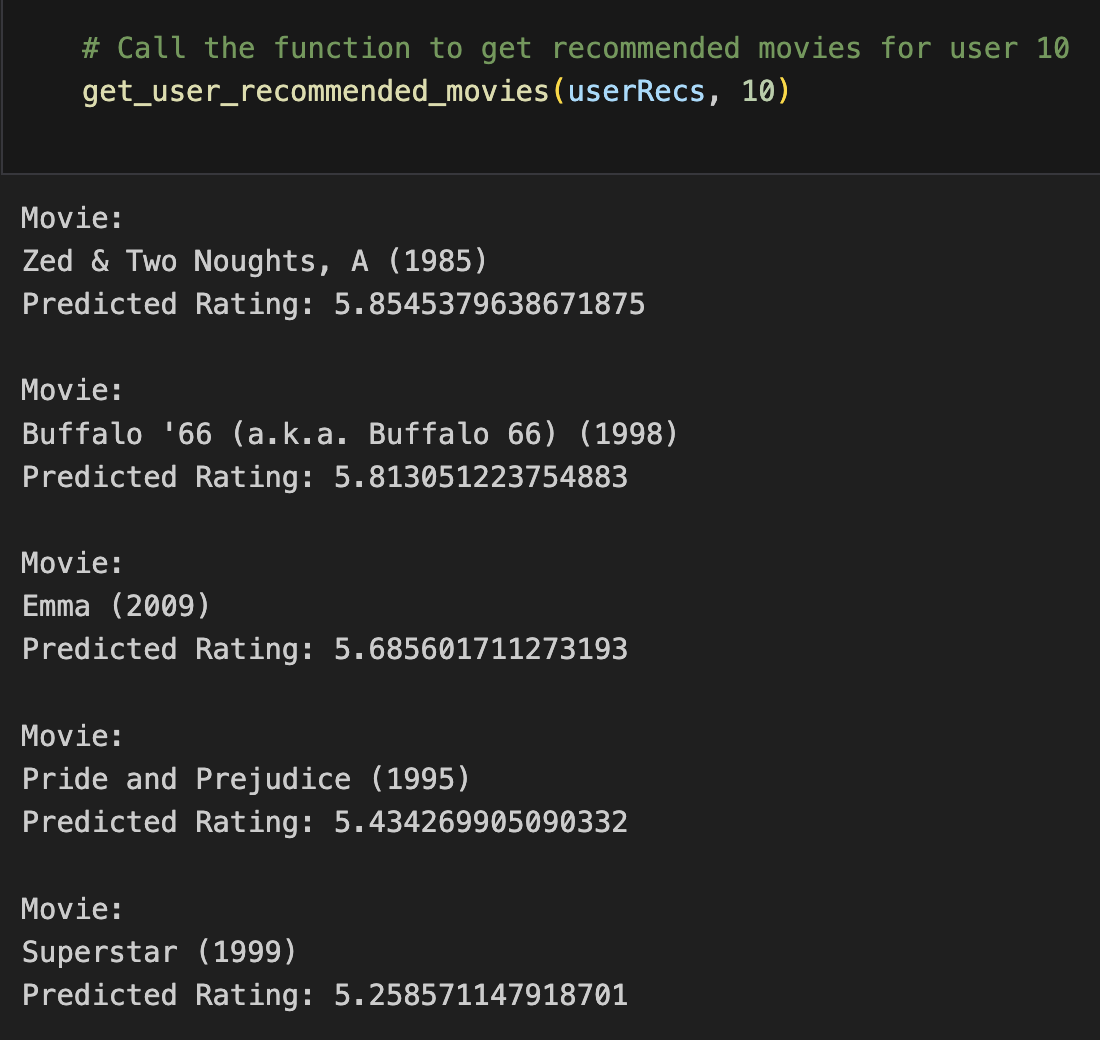 # Call the function to get recommended movies for user 10
get_user_recommended_movies(userRecs, 10)
Movie:
Zed & Two Noughts, A (1985)
Predicted Rating: 5.8545379638671875
Movie:
Buffalo '66 (a.k.a. Buffalo 66) (1998)
Predicted Rating: 5.813051223754883
Movie:
Emma (2009)
Predicted Rating: 5.685601711273193
Movie:
Pride and Prejudice (1995)
Predicted Rating: 5.434269905090332
Movie:
Superstar (1999)
Predicted Rating: 5.258571147918701